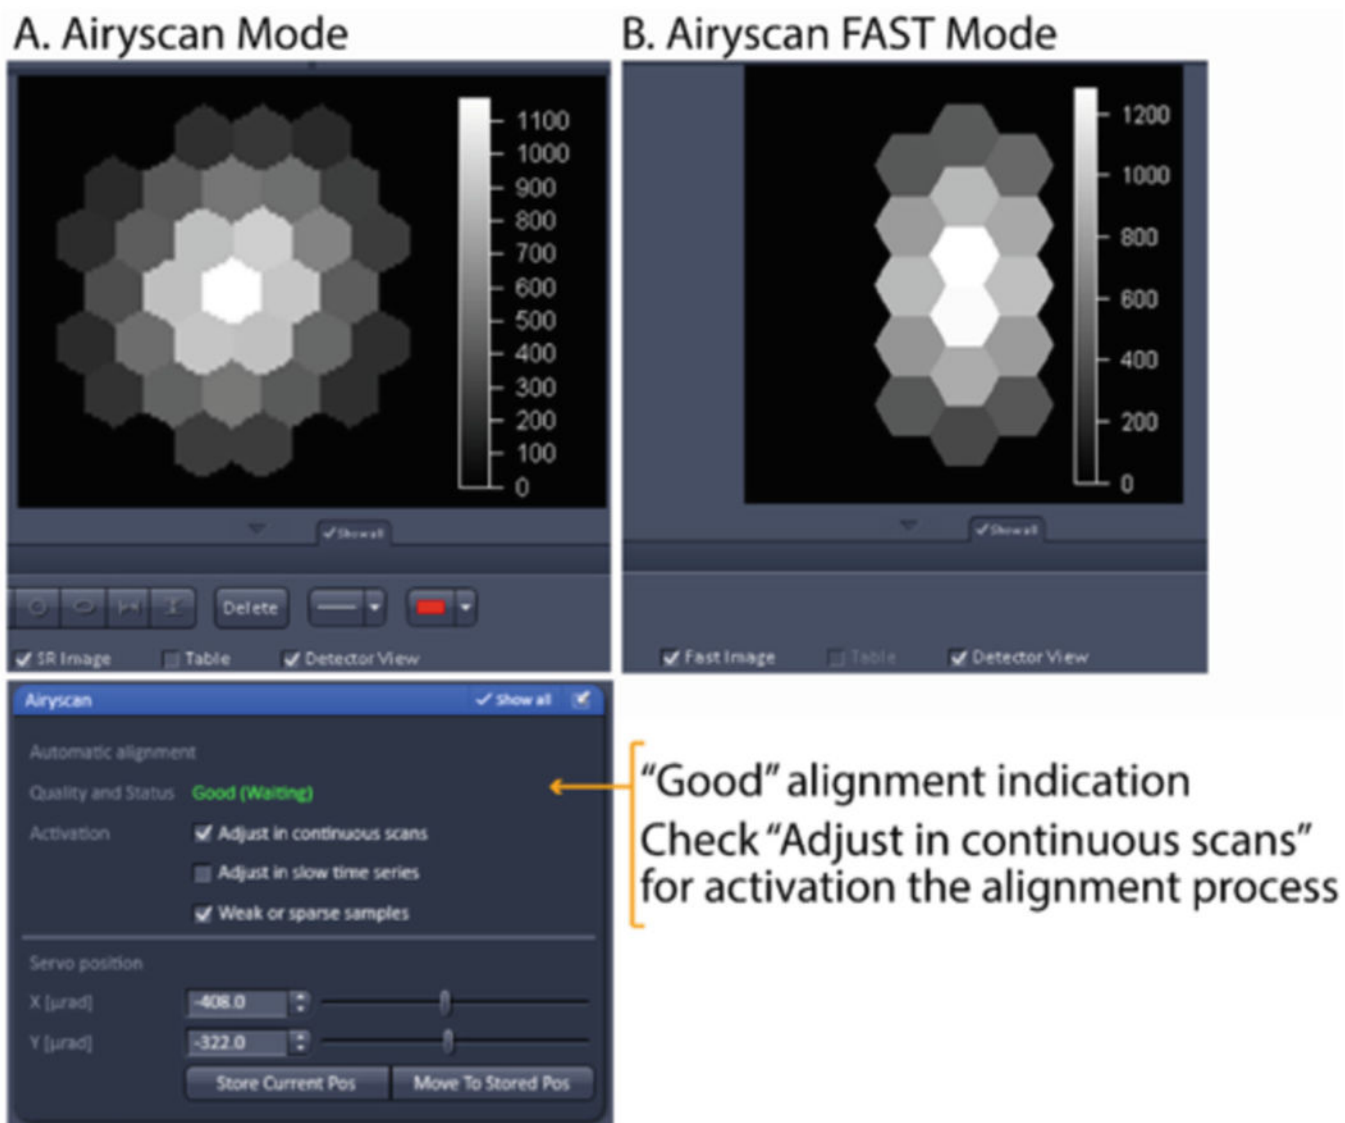 A. Airyscan Mode
B. Airyscan FAST Mode
1100
1000
900
800
700
600
500
400
300
200
100
0
1200
1000
800
600
400
200
0
Show all
Show all
Delete
SR Image
Table
Detector View
Fast Image
Table
Detector View
Airyscan
Show all
Automatic alignment
Quality and Status Good (Waiting)
Activation Adjust in continuous scans
Adjust in slow time series
Weak or sparse samples
Servo position
X [µrad] -408.0
Y [µrad] -322.0
Store Current Pos
Move To Stored Pos
“Good” alignment indication
Check “Adjust in continuous scans”
for activation the alignment process